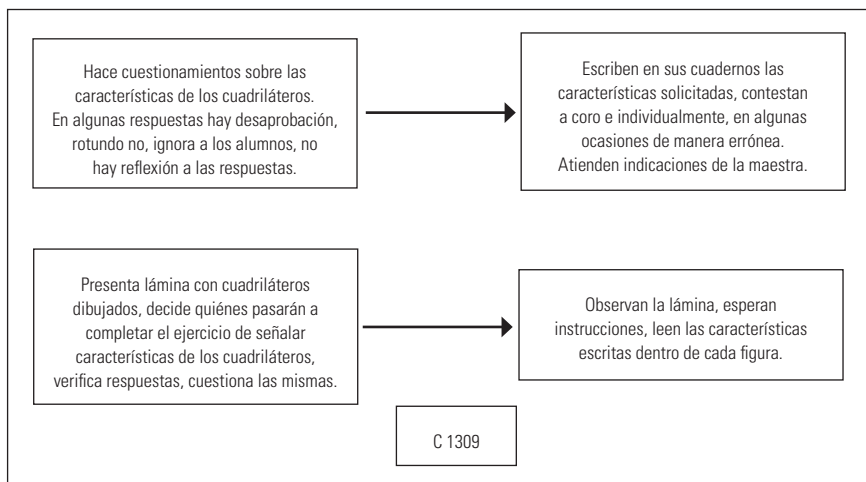 Hace cuestionamientos sobre las
características de los cuadriláteros.
En algunas respuestas hay desaprobación,
rotundo no, ignora a los alumnos, no
hay reflexión a las respuestas.
Escriben en sus cuadernos las
características solicitadas, contestan
a coro e individualmente, en algunas
ocasiones de manera errónea.
Atienden indicaciones de la maestra.
Presenta lámina con cuadriláteros
dibujados, decide quiénes pasarán a
completar el ejercicio de señalar
características de los cuadriláteros,
verifica respuestas, cuestiona las mismas.
Observan la lámina, esperan
instrucciones, leen las características
escritas dentro de cada figura.
C 1309